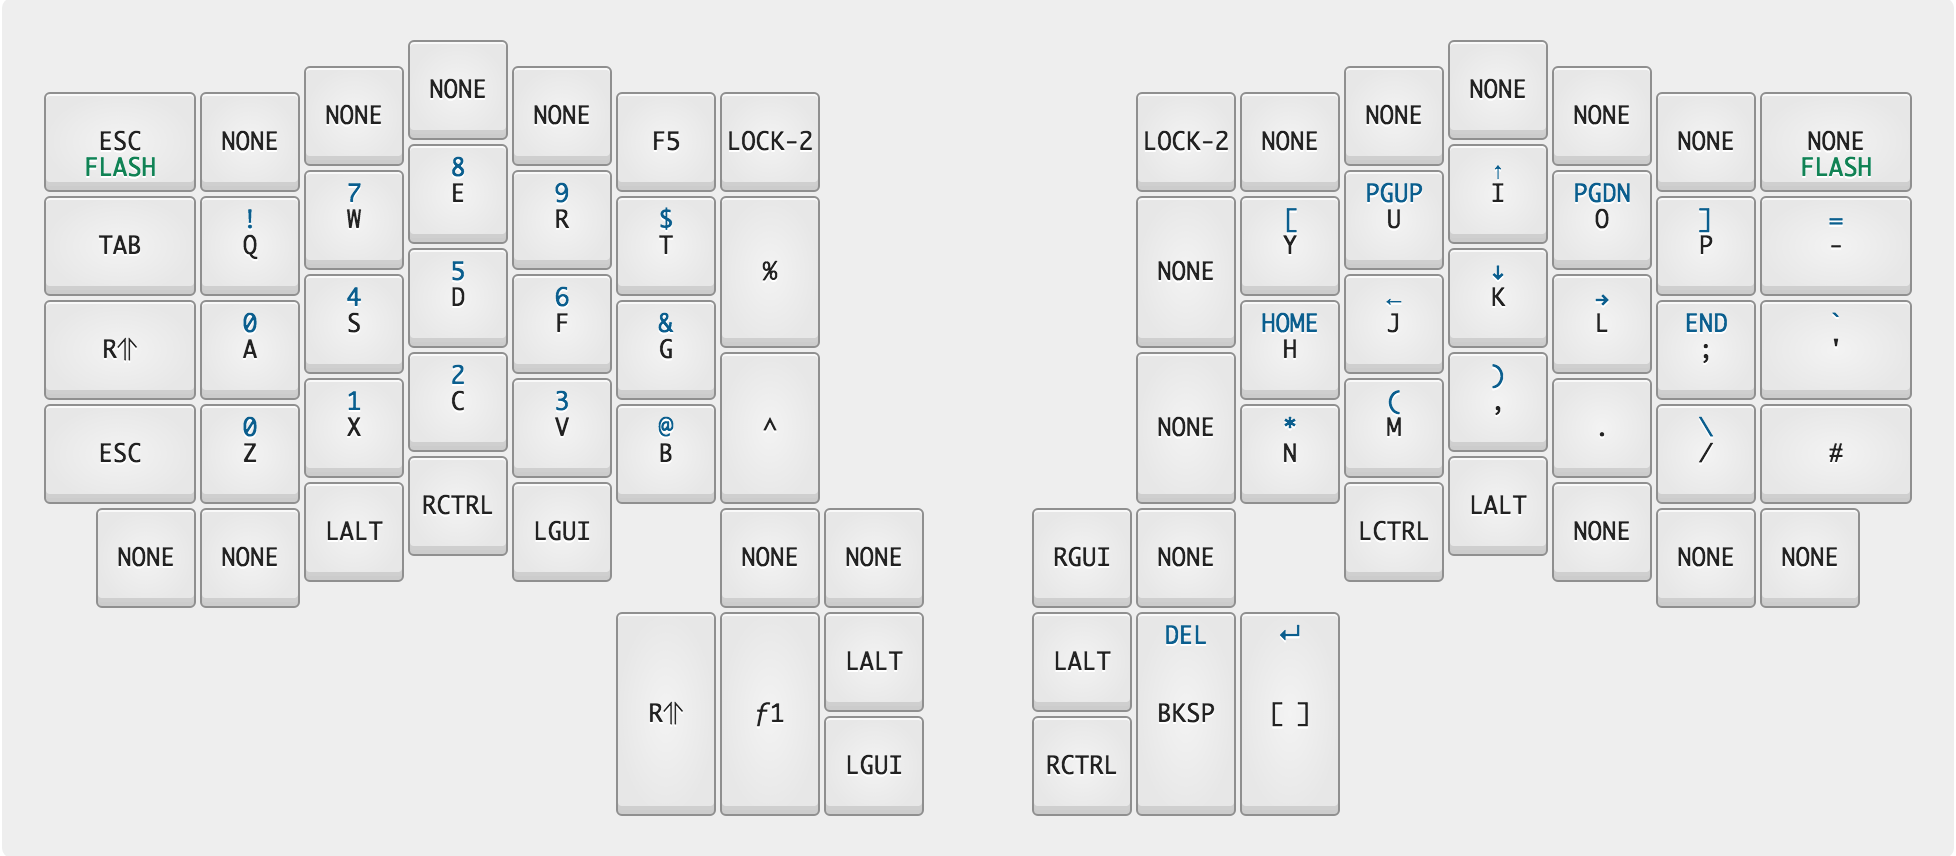 ESC
FLASH
NONE
NONE
NONE
NONE
F5
LOCK-2
TAB
!
Q
7
W
8
E
9
R
$
T
%
R⥣
0
A
4
S
5
D
6
F
&
G
ESC
0
Z
1
X
2
C
3
V
@
B
^
NONE
NONE
LALT
RCTRL
LGUI
NONE
NONE
R⥣
ƒ1
LALT
LGUI
LOCK-2
NONE
NONE
NONE
NONE
NONE
NONE
FLASH
NONE
[
Y
PGUP
U
↑
I
PGDN
O
]
P
=
-
HOME
H
←
J
↓
K
→
L
END
;
`
'
NONE
*
N
(
M
)
,
.
\
/
#
RGUI
NONE
LCTRL
LALT
NONE
NONE
NONE
LALT
DEL
BKSP
↵
[ ]
RCTRL